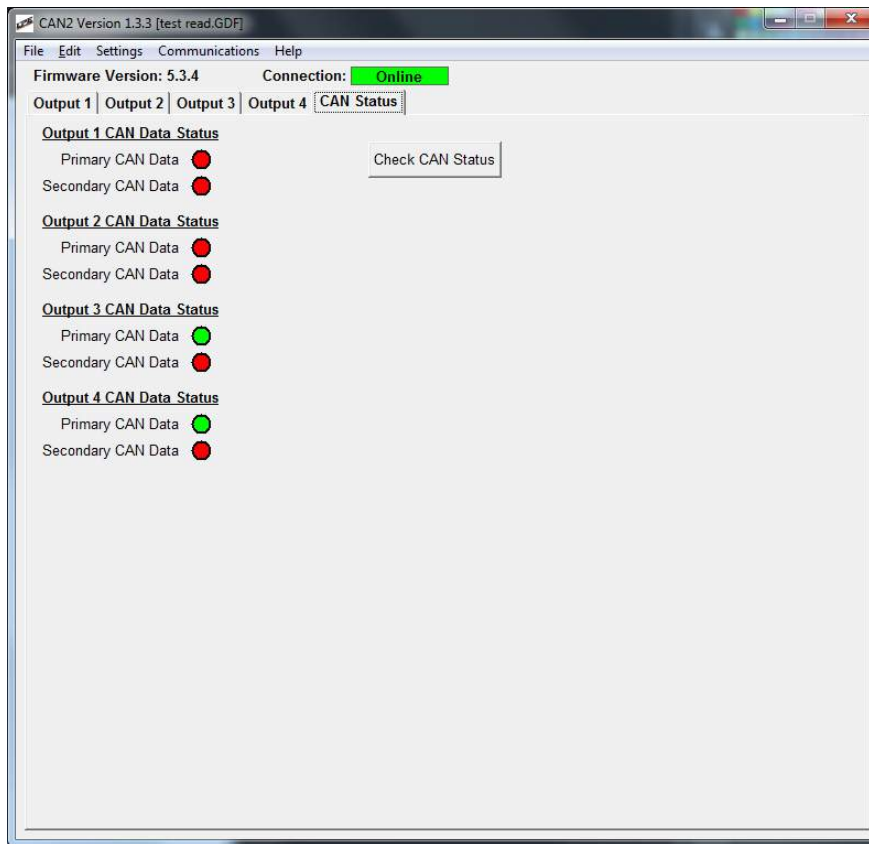 CAN2 Version 1.3.3 [test read.GDF]
File Edit Settings Communications Help
Firmware Version: 5.3.4 Connection: Online
Output 1 Output 2 Output 3 Output 4 CAN Status
Output 1 CAN Data Status
Primary CAN Data
Check CAN Status
Secondary CAN Data
Output 2 CAN Data Status
Primary CAN Data
Secondary CAN Data
Output 3 CAN Data Status
Primary CAN Data
Secondary CAN Data
Output 4 CAN Data Status
Primary CAN Data
Secondary CAN Data